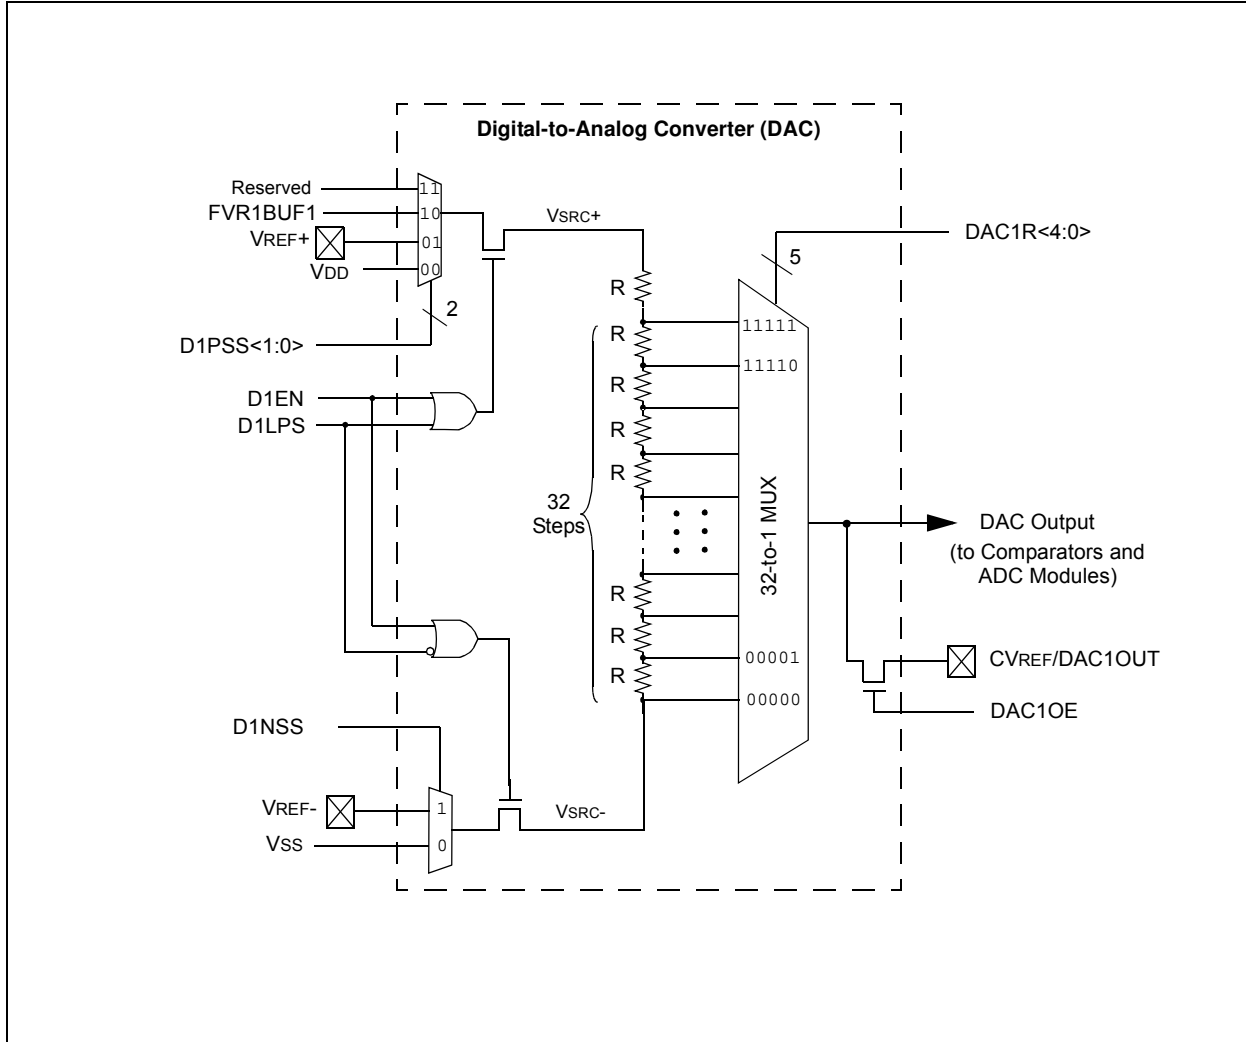 Digital-to-Analog Converter (DAC)
Reserved
11
FVR1BUF1
10
VREF+
01
VDD
00
2
D1PSS<1:0>
D1EN
D1LPS
VSRC+
DAC1R<4:0>
5
R
R
R
R
R
R
R
R
32
Steps
11111
11110
32-to-1 MUX
00001
00000
DAC Output
(to Comparators and
ADC Modules)
CVREF/DAC1OUT
DAC1OE
D1NSS
VREF-
1
VSS
0
VSRC-